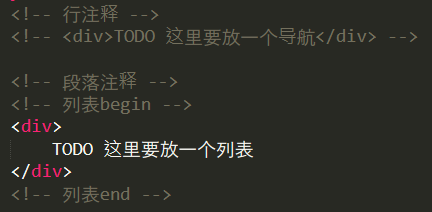 <!-- 行注释 -->
<!-- <div>TODO 这里要放一个导航</div> -->
<!-- 段落注释 -->
<!-- 列表begin -->
<div>
TODO 这里要放一个列表
</div>
<!-- 列表end -->